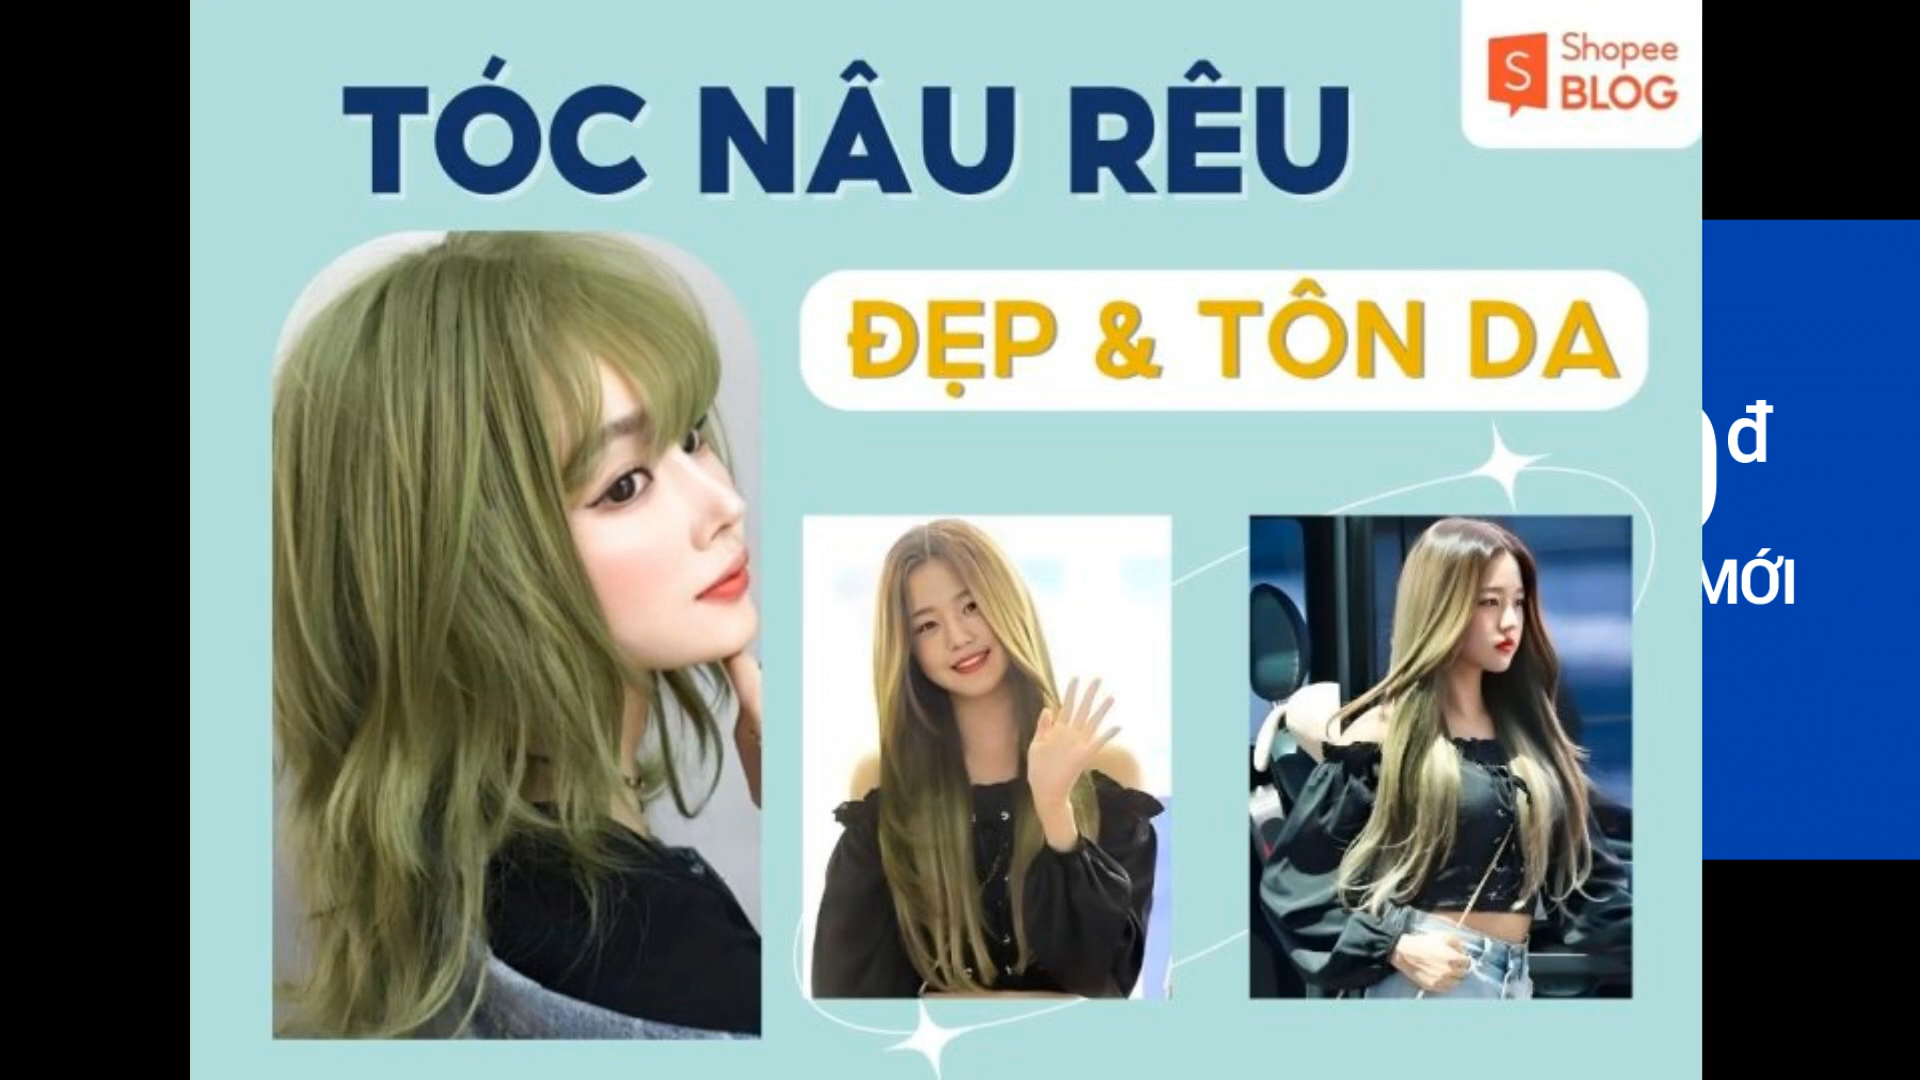 TÓC NÂU RÊU
S Shopee
BLOG
ĐẸP & TÔN DA
đ
MỚI